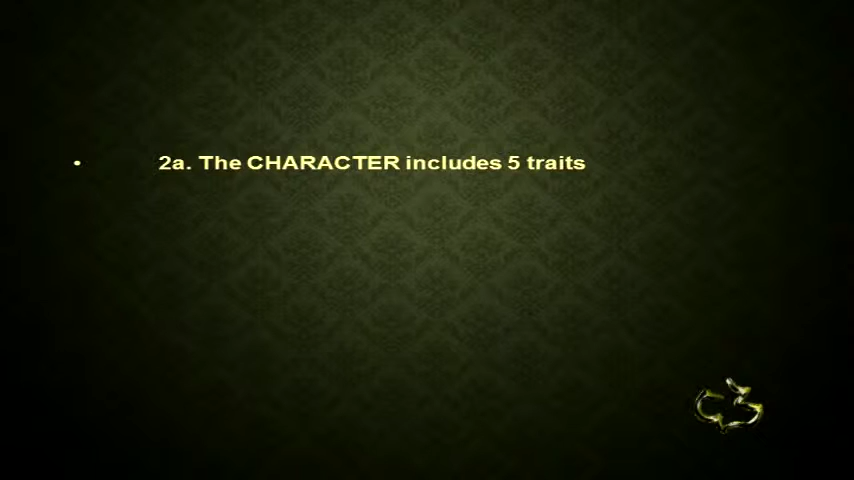 • 2a. The CHARACTER includes 5 traits